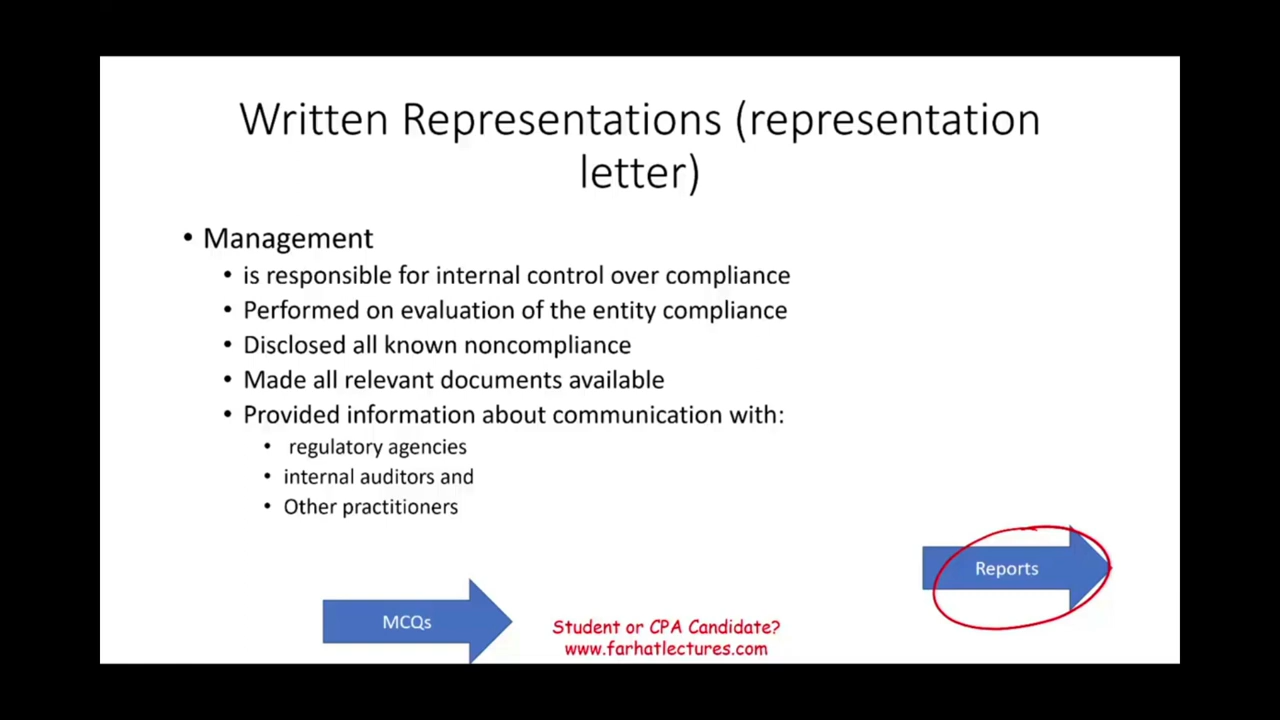 Written Representations (representation
letter)
• Management
• is responsible for internal control over compliance
• Performed on evaluation of the entity compliance
• Disclosed all known noncompliance
• Made all relevant documents available
• Provided information about communication with:
• regulatory agencies
• internal auditors and
• Other practitioners
Reports
MCQs
Student or CPA Candidate?
www.farhatlectures.com